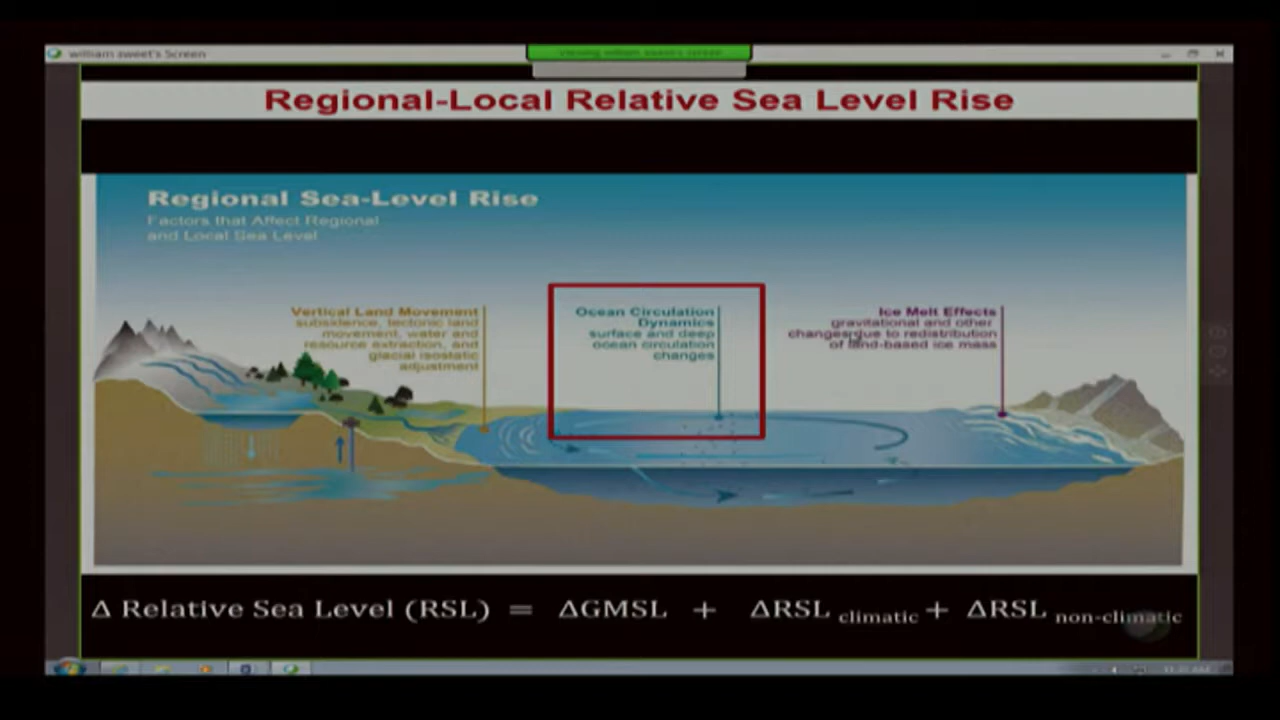 william sweet's Screen
Viewing william sweet's screen
Regional-Local Relative Sea Level Rise
Regional Sea-Level Rise
Factors that Affect Regional
and Local Sea Level
Vertical Land Movement
subsidence, tectonic land
movement, water and
resource extraction, and
glacial isostatic
adjustment
Ocean Circulation
Dynamics
surface and deep
ocean circulation
changes
Ice Melt Effects
gravitational and other
changes due to redistribution
of land-based ice mass
Δ Relative Sea Level (RSL) = ΔGMSL + ΔRSL climatic + ΔRSL non-climatic